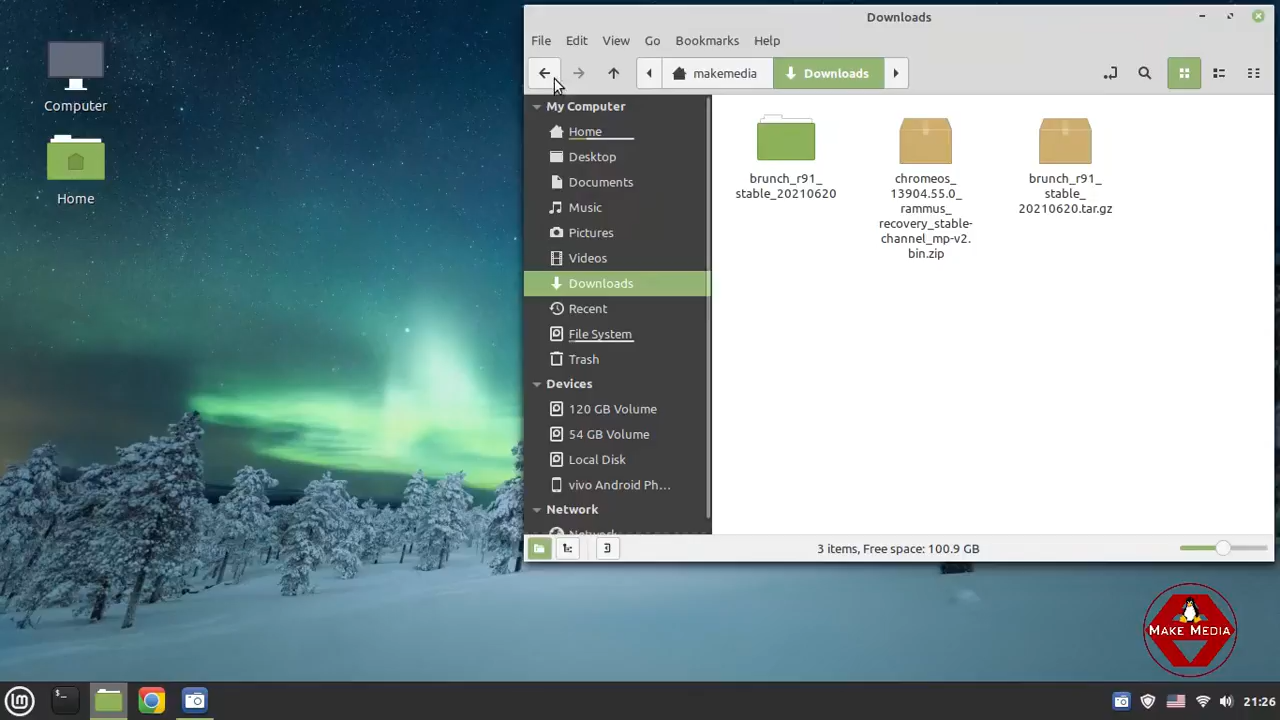 Computer
Home
Downloads
File Edit View Go Bookmarks Help
makemedia Downloads
My Computer
Home
Desktop
Documents
Music
Pictures
Videos
Downloads
Recent
File System
Trash
Devices
120 GB Volume
54 GB Volume
Local Disk
vivo Android Ph...
Network
Network
brunch_r91_
stable_20210620
chromeos_
13904.55.0_
rammus_
recovery_stable-
channel_mp-v2.
bin.zip
brunch_r91_
stable_
20210620.tar.gz
3 items, Free space: 100.9 GB
MAKE MEDIA
lm
21:26